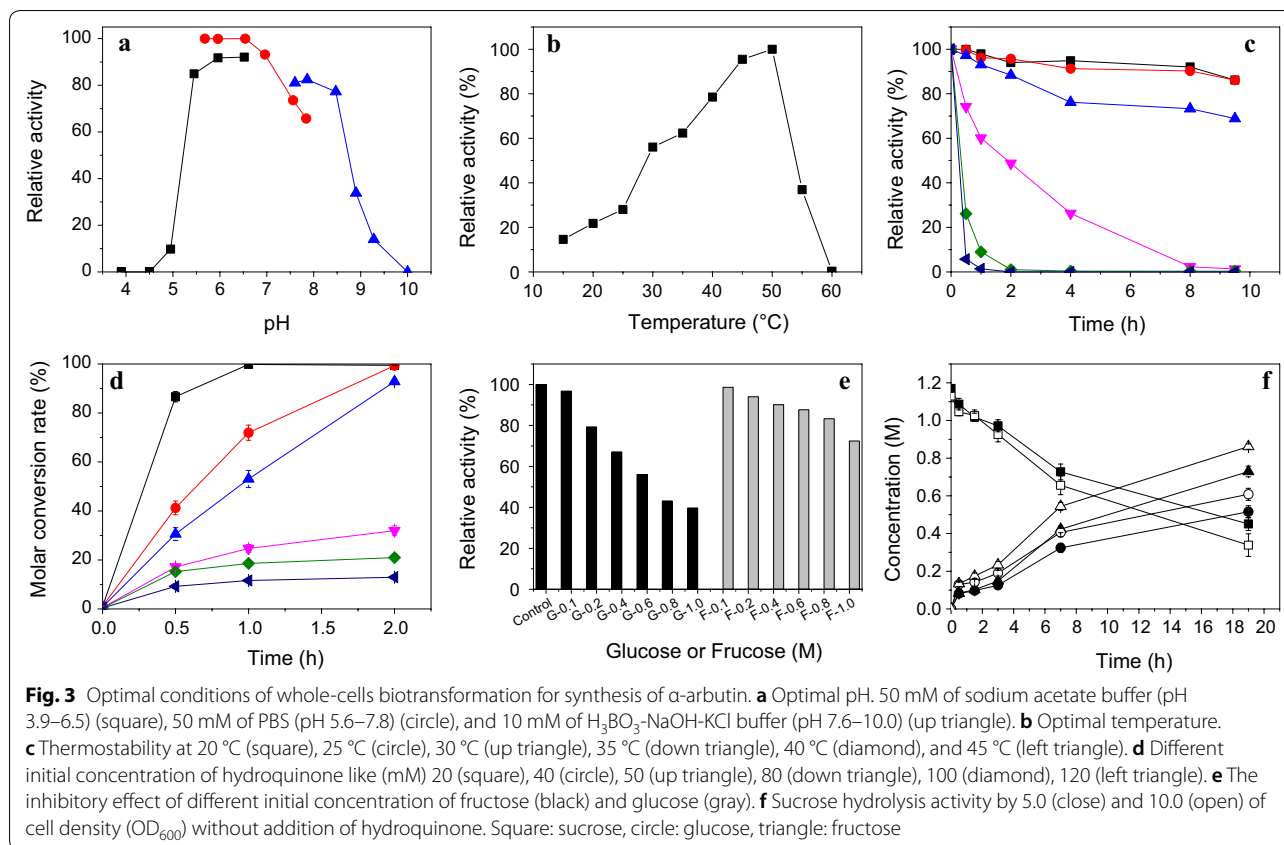 a
Relative activity
100
80
60
40
20
0
4 5 6 7 8 9 10
pH
b
Relative activity (%)
100
80
60
40
20
0
10 20 30 40 50 60
Temperature (°C)
c
Relative activity (%)
100
80
60
40
20
0
0 2 4 6 8 10
Time (h)
d
Molar conversion rate (%)
100
80
60
40
20
0
0.0 0.5 1.0 1.5 2.0
Time (h)
e
Relative activity (%)
100
80
60
40
20
0
Control G-0.1 G-0.2 G-0.4 G-0.6 G-0.8 G-1.0 F-0.1 F-0.2 F-0.4 F-0.6 F-0.8 F-1.0
Glucose or Frucose (M)
f
Concentration (M)
1.2
1.0
0.8
0.6
0.4
0.2
0.0
0 2 4 6 8 10 12 14 16 18 20
Time (h)
Fig. 3 Optimal conditions of whole-cells biotransformation for synthesis of α-arbutin. a Optimal pH. 50 mM of sodium acetate buffer (pH
3.9–6.5) (square), 50 mM of PBS (pH 5.6–7.8) (circle), and 10 mM of H₃BO₃-NaOH-KCl buffer (pH 7.6–10.0) (up triangle). b Optimal temperature.
c Thermostability at 20 °C (square), 25 °C (circle), 30 °C (up triangle), 35 °C (down triangle), 40 °C (diamond), and 45 °C (left triangle). d Different
initial concentration of hydroquinone like (mM) 20 (square), 40 (circle), 50 (up triangle), 80 (down triangle), 100 (diamond), 120 (left triangle). e The
inhibitory effect of different initial concentration of fructose (black) and glucose (gray). f Sucrose hydrolysis activity by 5.0 (close) and 10.0 (open) of
cell density (OD₆₀₀) without addition of hydroquinone. Square: sucrose, circle: glucose, triangle: fructose